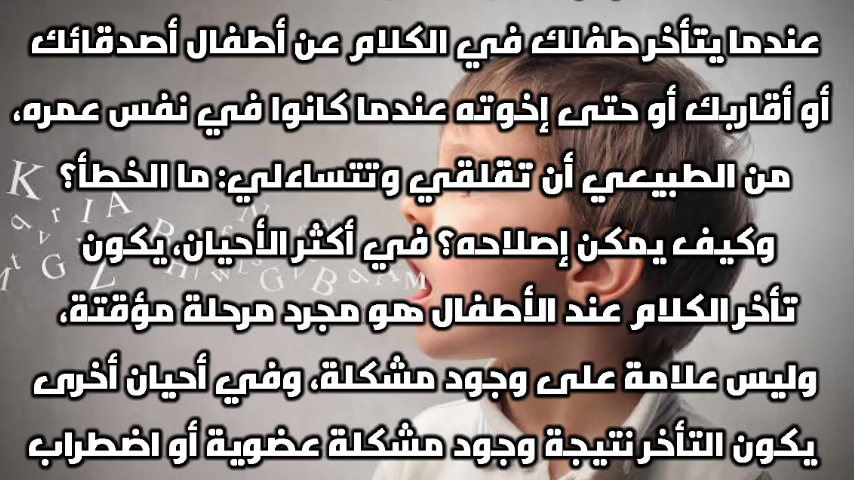 عندما يتأخر طفلك في الكلام عن أطفال أصدقائك
أو أقاربك أو حتى إخوته عندما كانوا في نفس عمره،
من الطبيعي أن تقلقي وتتساءلي: ما الخطأ؟
وكيف يمكن إصلاحه؟ في أكثر الأحيان، يكون
تأخر الكلام عند الأطفال هو مجرد مرحلة مؤقتة،
وليس علامة على وجود مشكلة، وفي أحيان أخرى
يكون التأخر نتيجة وجود مشكلة عضوية أو اضطراب